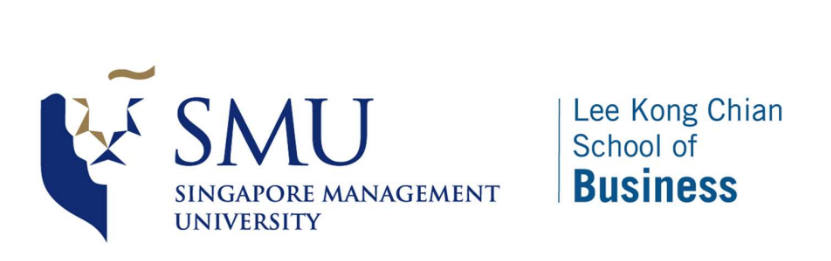 SMU
SINGAPORE MANAGEMENT
UNIVERSITY
Lee Kong Chian
School of
Business